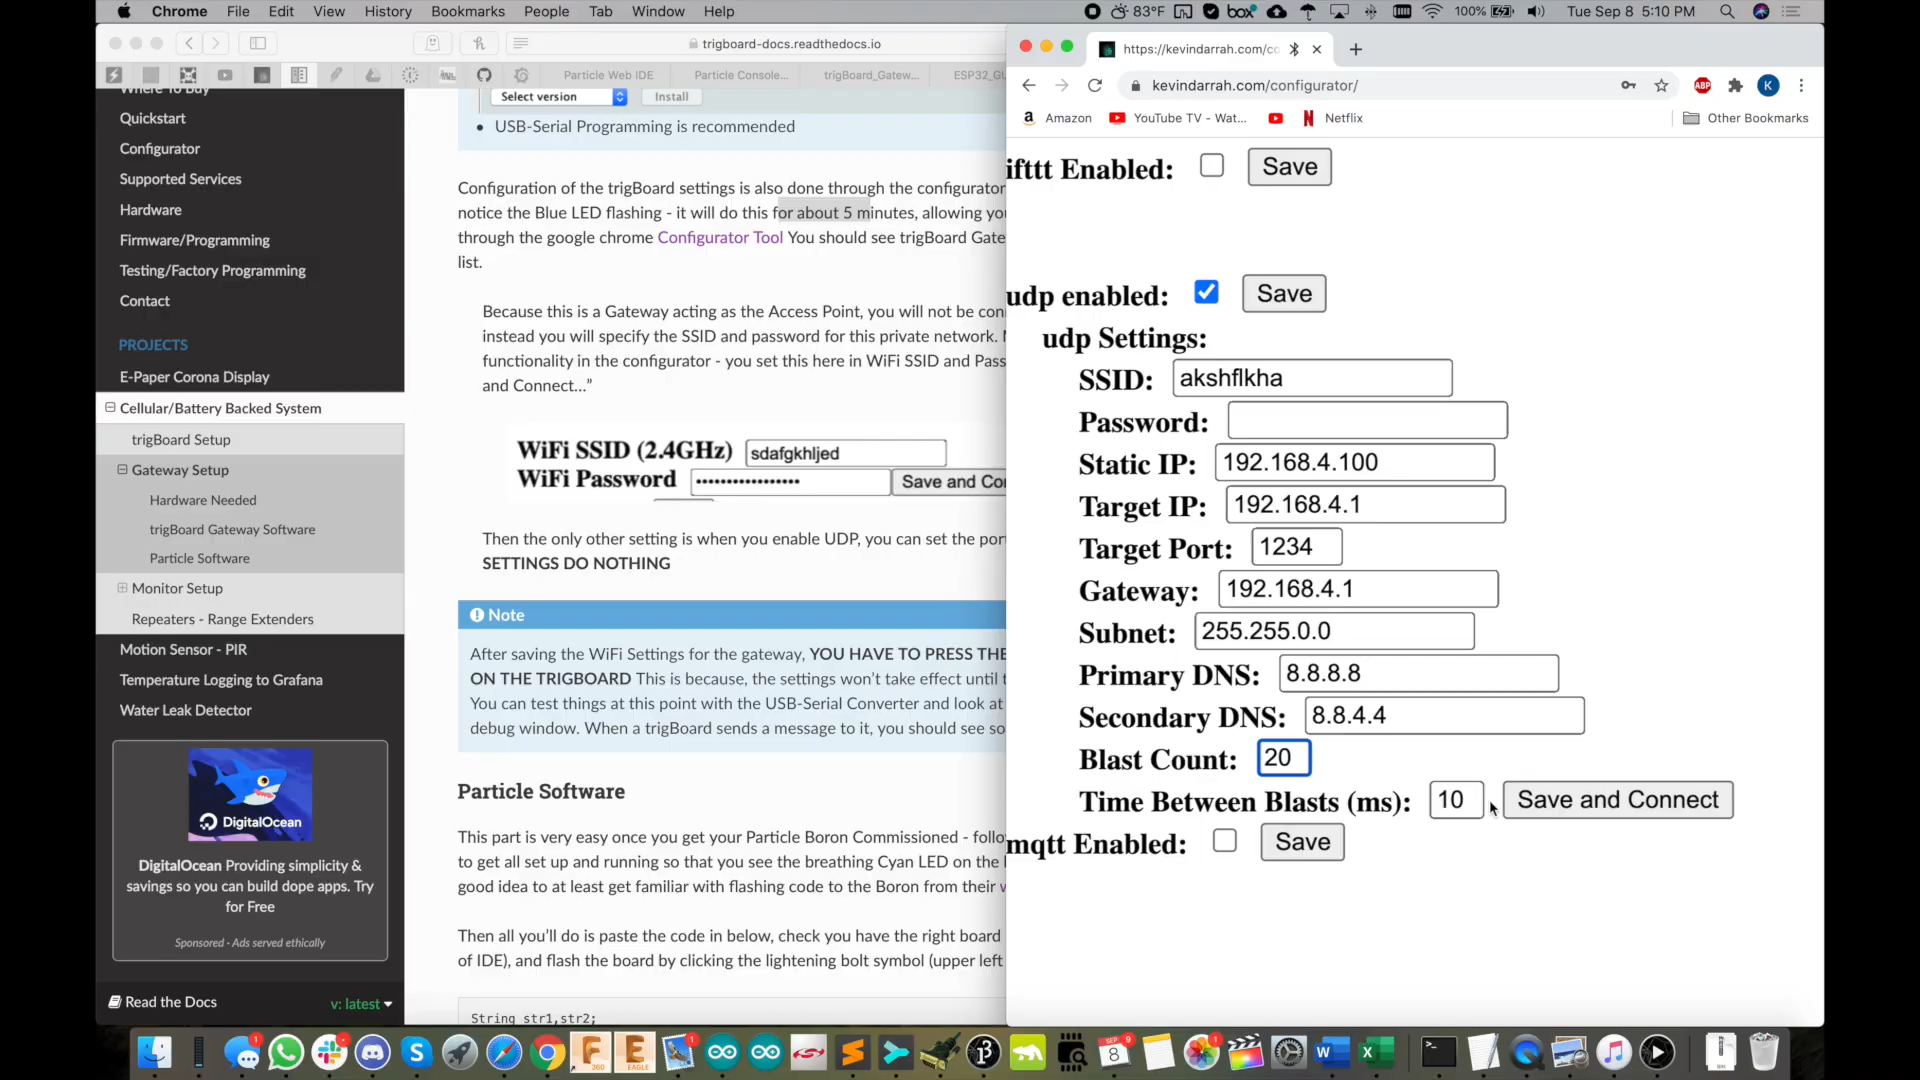 Chrome File Edit View History Bookmarks People Tab Window Help
83°F box 100% Tue Sep 8 5:10 PM
trigboard-docs.readthedocs.io
Particle Web IDE Particle Console... trigBoard_Gatew... ESP32_GU
Where To Buy
Quickstart
Configurator
Supported Services
Hardware
Firmware/Programming
Testing/Factory Programming
Contact
PROJECTS
E-Paper Corona Display
Cellular/Battery Backed System
trigBoard Setup
Gateway Setup
Hardware Needed
trigBoard Gateway Software
Particle Software
Monitor Setup
Repeaters - Range Extenders
Motion Sensor - PIR
Temperature Logging to Grafana
Water Leak Detector
DigitalOcean
DigitalOcean Providing simplicity &
savings so you can build dope apps. Try
for Free
Sponsored · Ads served ethically
Read the Docs v: latest
Select version Install
USB-Serial Programming is recommended
Configuration of the trigBoard settings is also done through the configurator
notice the Blue LED flashing - it will do this for about 5 minutes, allowing you
through the google chrome Configurator Tool You should see trigBoard Gate
list.
Because this is a Gateway acting as the Access Point, you will not be con
instead you will specify the SSID and password for this private network. M
functionality in the configurator - you set this here in WiFi SSID and Pass
and Connect…”
WiFi SSID (2.4GHz) sdafgkhljed
WiFi Password ················· Save and Con
Then the only other setting is when you enable UDP, you can set the por
SETTINGS DO NOTHING
Note
After saving the WiFi Settings for the gateway, YOU HAVE TO PRESS THE
ON THE TRIGBOARD This is because, the settings won’t take effect until t
You can test things at this point with the USB-Serial Converter and look at
debug window. When a trigBoard sends a message to it, you should see so
Particle Software
This part is very easy once you get your Particle Boron Commissioned - follo
to get all set up and running so that you see the breathing Cyan LED on the
good idea to at least get familiar with flashing code to the Boron from their w
Then all you’ll do is paste the code in below, check you have the right board
of IDE), and flash the board by clicking the lightening bolt symbol (upper left
String str1,str2;
https://kevindarrah.com/co
kevindarrah.com/configurator/
ABP K
Amazon YouTube TV - Wat... Netflix Other Bookmarks
ifttt Enabled: Save
udp enabled: Save
udp Settings:
SSID: akshflkha
Password:
Static IP: 192.168.4.100
Target IP: 192.168.4.1
Target Port: 1234
Gateway: 192.168.4.1
Subnet: 255.255.0.0
Primary DNS: 8.8.8.8
Secondary DNS: 8.8.4.4
Blast Count: 20
Time Between Blasts (ms): 10 Save and Connect
mqtt Enabled: Save